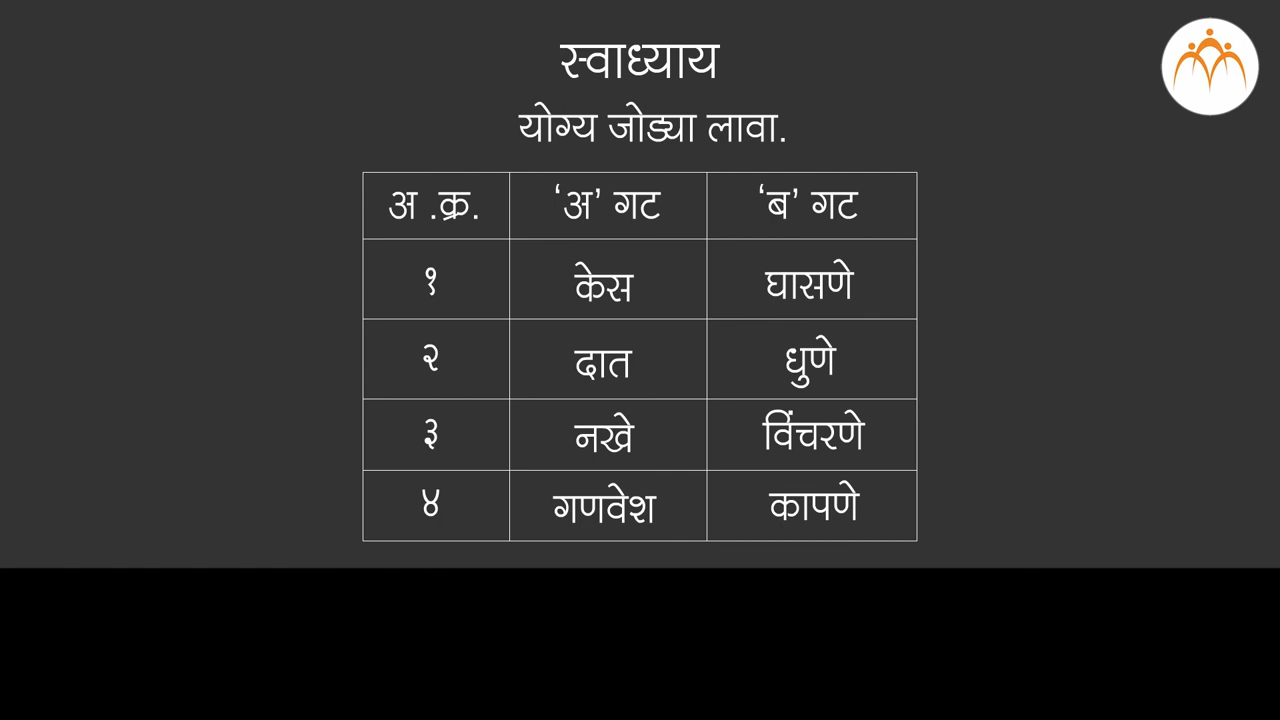 स्वाध्याय
योग्य जोड्या लावा.
अ .क्र. ‘अ’ गट ‘ब’ गट
१ केस घासणे
२ दात धुणे
३ नखे विंचरणे
४ गणवेश कापणे